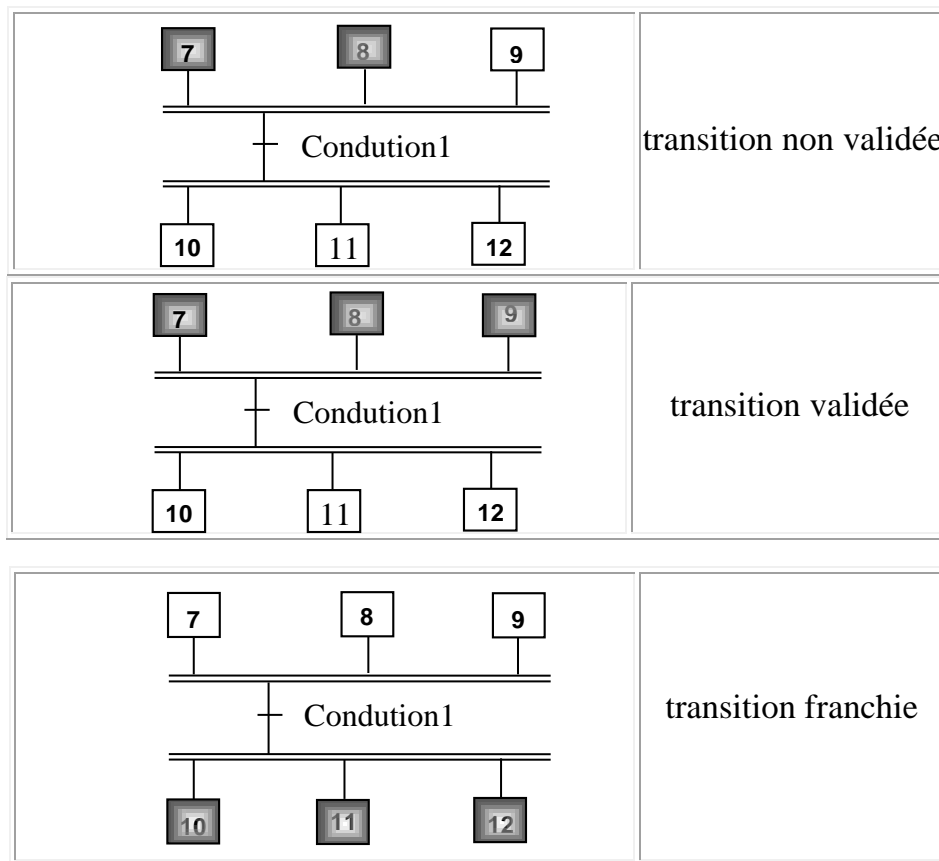 7 8 9
Condution1
transition non validée
10 11 12
7 8 9
Condution1
transition validée
10 11 12
7 8 9
Condution1
transition franchie
10 11 12